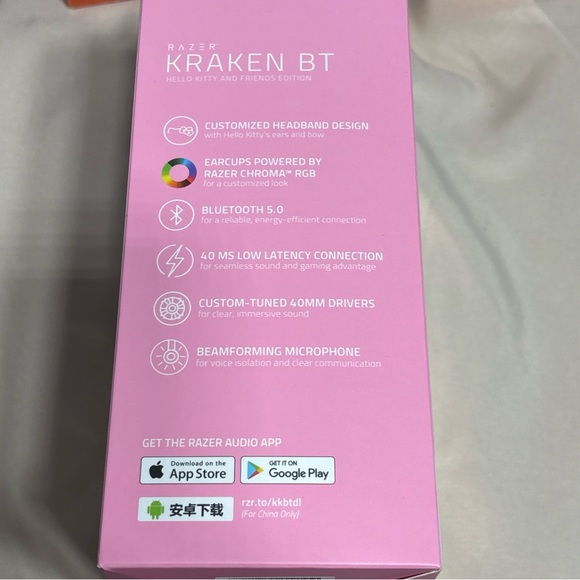 RAZER™
KRAKEN BT
HELLO KITTY AND FRIENDS EDITION
CUSTOMIZED HEADBAND DESIGN
with Hello Kitty's ears and bow
EARCUPS POWERED BY
RAZER CHROMA™ RGB
for a customized look
BLUETOOTH 5.0
for a reliable, energy-efficient connection
40 MS LOW LATENCY CONNECTION
for seamless sound and gaming advantage
CUSTOM-TUNED 40MM DRIVERS
for clear, immersive sound
BEAMFORMING MICROPHONE
for voice isolation and clear communication
GET THE RAZER AUDIO APP
Download on the
App Store
GET IT ON
Google Play
安卓下载
rzr.to/kkbtdl
(For China Only)